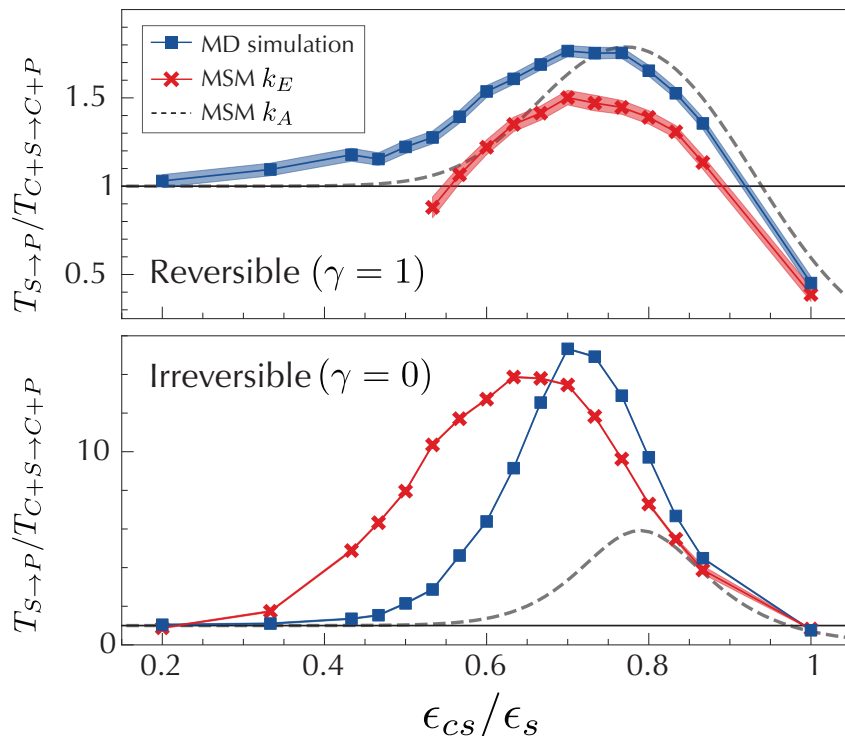 MD simulation
MSM k_E
MSM k_A
1.5
1
0.5
T_{S→P}/T_{C+S→C+P}
Reversible (γ = 1)
Irreversible (γ = 0)
10
0
T_{S→P}/T_{C+S→C+P}
0.2 0.4 0.6 0.8 1
ϵ_{cs}/ϵ_s